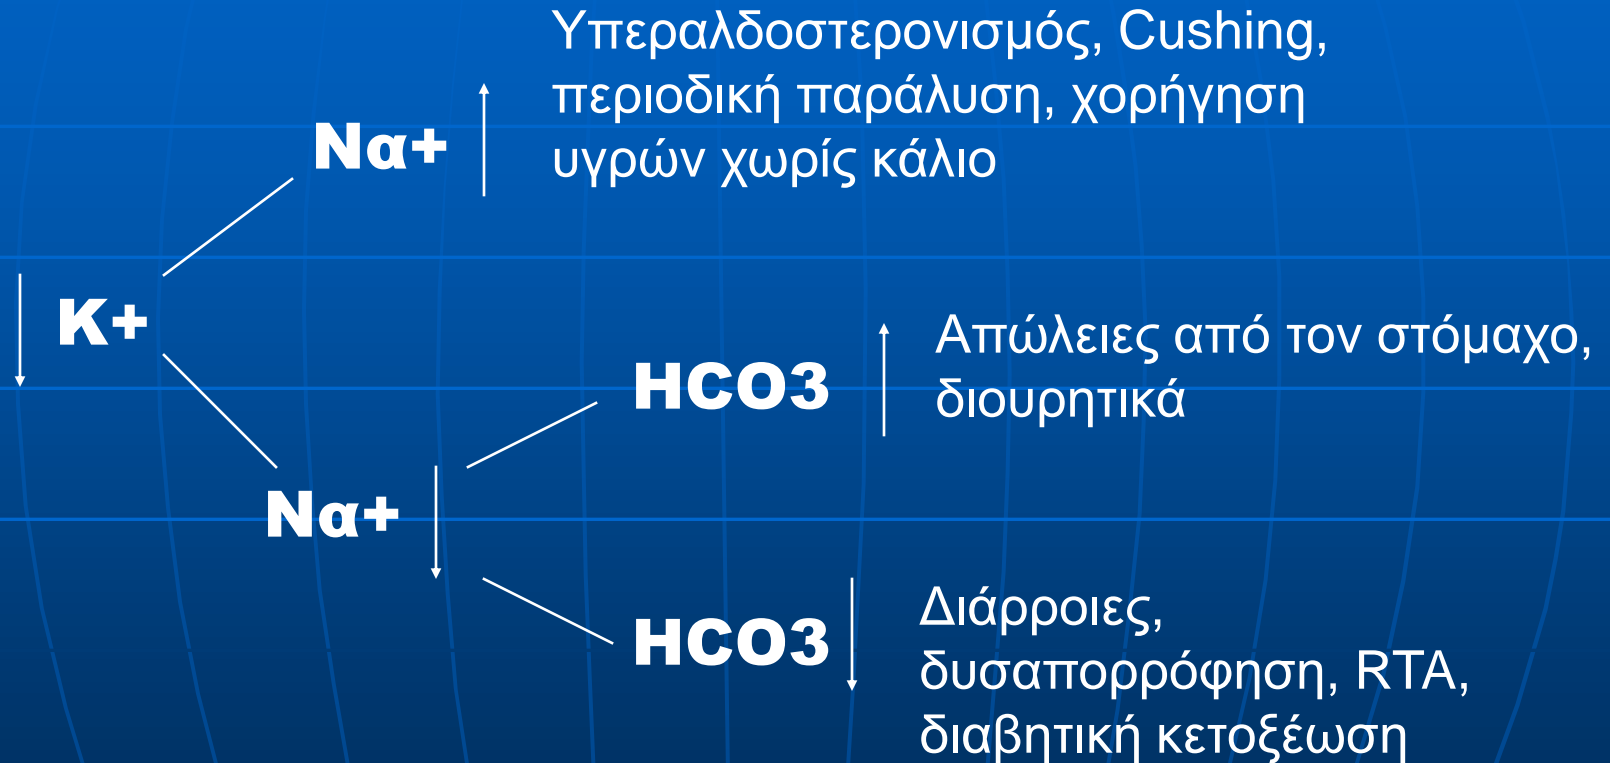 Υπεραλδοστερονισμός, Cushing,
περιοδική παράλυση, χορήγηση
υγρών χωρίς κάλιο
Να+
Κ+
HCO3
Απώλειες από τον στόμαχο,
διουρητικά
Να+
HCO3
Διάρροιες,
δυσαπορρόφηση, RTA,
διαβητική κετοξέωση